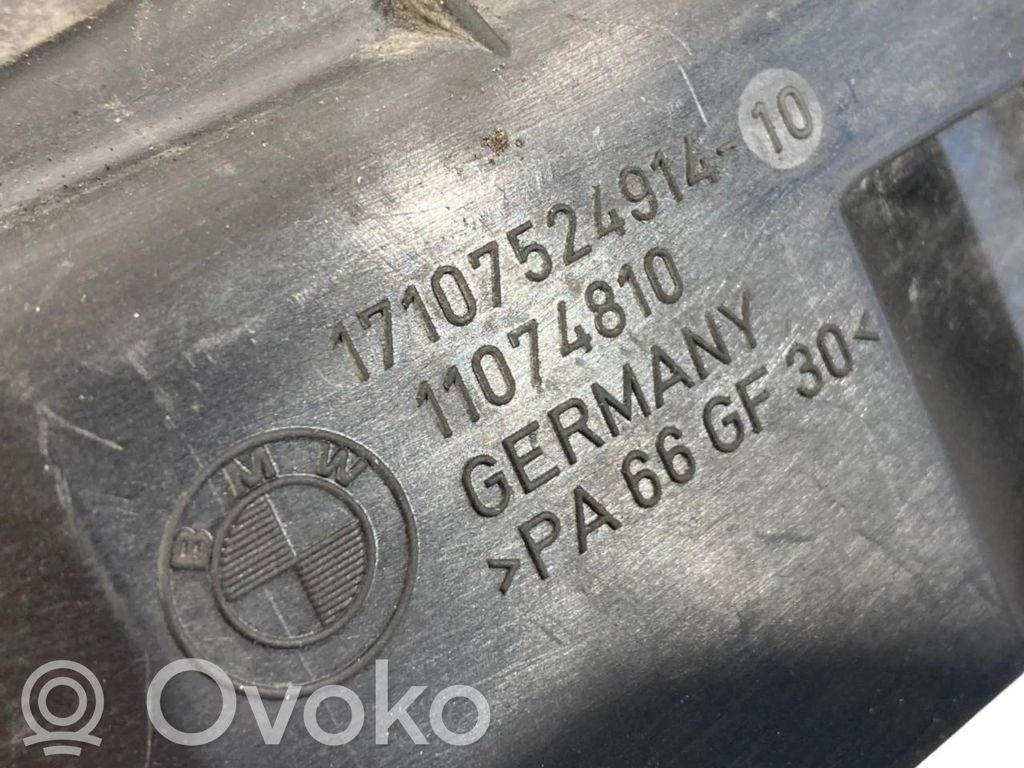 17107524914-10
11074810
GERMANY
>PA 66 GF 30<
BMW
Ovoko